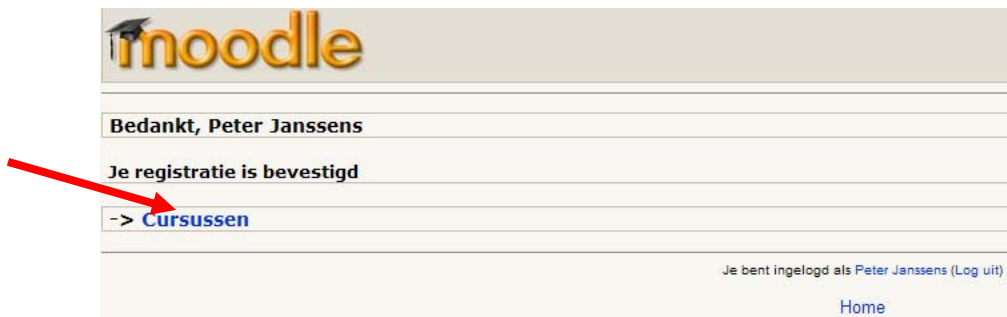 moodle
Bedankt, Peter Janssens
Je registratie is bevestigd
-> Cursussen
Je bent ingelogd als Peter Janssens (Log uit)
Home